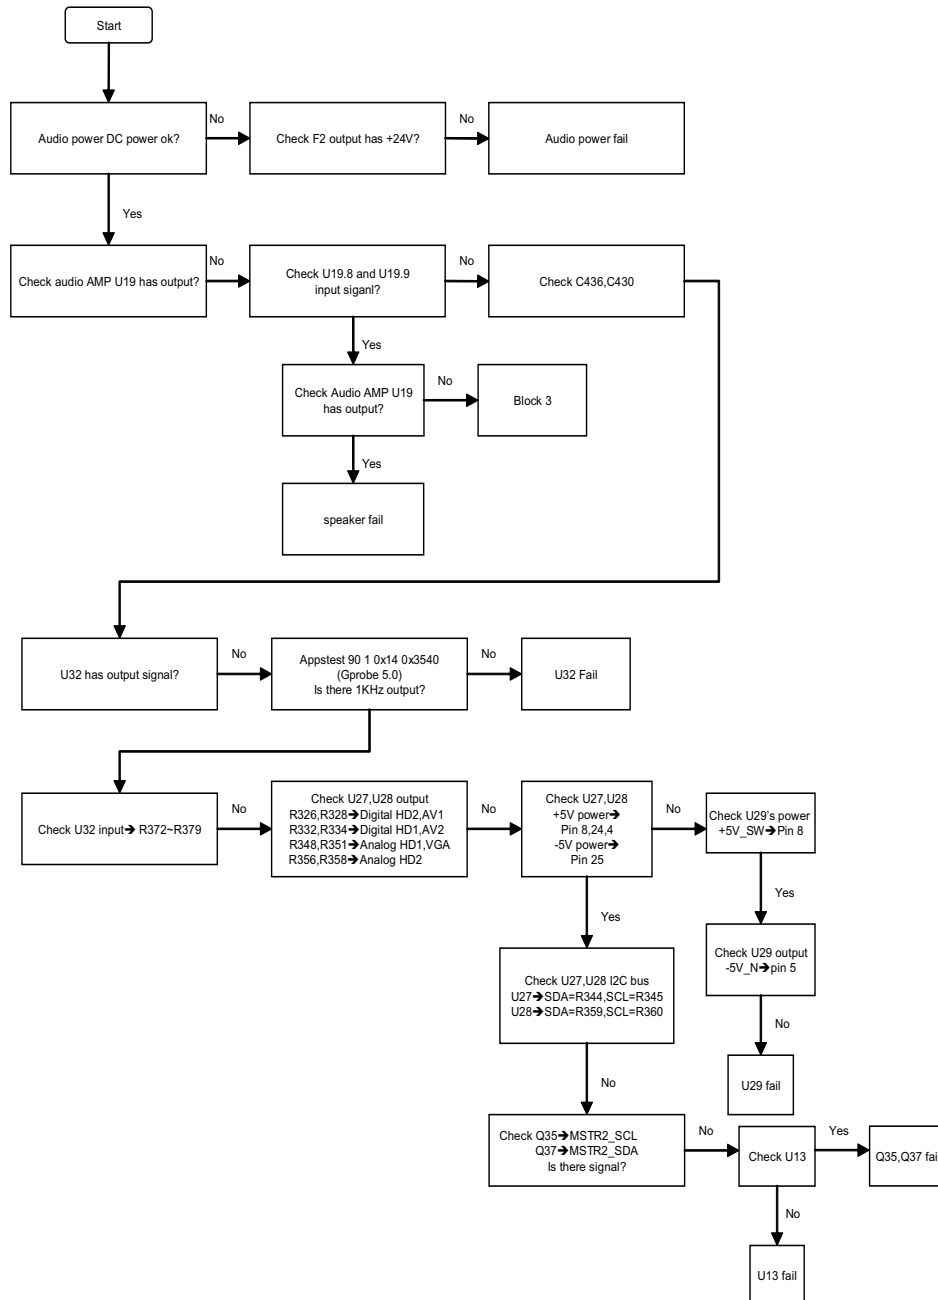 Start
Audio power DC power ok?
No
Check F2 output has +24V?
No
Audio power fail
Yes
Check audio AMP U19 has output?
No
Check U19.8 and U19.9
input siganl?
No
Check C436,C430
Yes
Check Audio AMP U19
has output?
No
Block 3
Yes
speaker fail
U32 has output signal?
No
Appstest 90 1 0x14 0x3540
(Gprobe 5.0)
Is there 1KHz output?
No
U32 Fail
Check U32 input➔ R372~R379
No
Check U27,U28 output
R326,R328➔Digital HD2,AV1
R332,R334➔Digital HD1,AV2
R348,R351➔Analog HD1,VGA
R356,R358➔Analog HD2
No
Check U27,U28
+5V power➔
Pin 8,24,4
-5V power➔
Pin 25
No
Check U29's power
+5V_SW➔Pin 8
Yes
Yes
Check U29 output
-5V_N➔pin 5
Check U27,U28 I2C bus
U27➔SDA=R344,SCL=R345
U28➔SDA=R359,SCL=R360
No
U29 fail
No
Check Q35➔MSTR2_SCL
Q37➔MSTR2_SDA
Is there signal?
No
Check U13
Yes
Q35,Q37 fail
No
U13 fail